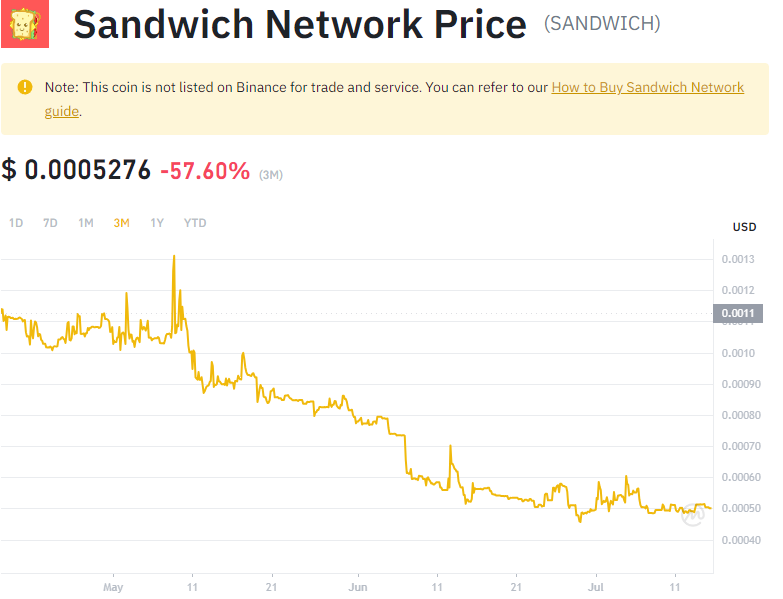 Sandwich Network Price (SANDWICH)
Note: This coin is not listed on Binance for trade and service. You can refer to our How to Buy Sandwich Network
guide.
$ 0.0005276 -57.60% (3M)
1D 7D 1M 3M 1Y YTD
USD
0.0013
0.0012
0.0011
0.0010
0.00090
0.00080
0.00070
0.00060
0.00050
0.00040
May 11 21 Jun 11 21 Jul 11